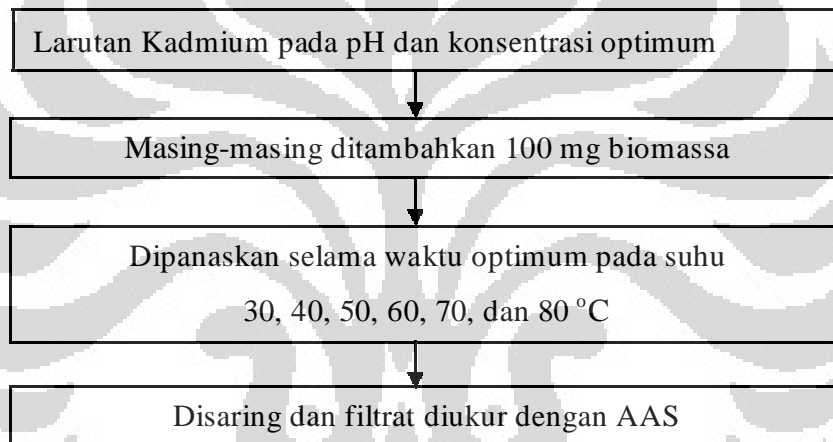 Larutan Kadmium pada pH dan konsentrasi optimum
Masing-masing ditambahkan 100 mg biomassa
Dipanaskan selama waktu optimum pada suhu
30, 40, 50, 60, 70, dan 80 °C
Disaring dan filtrat diukur dengan AAS